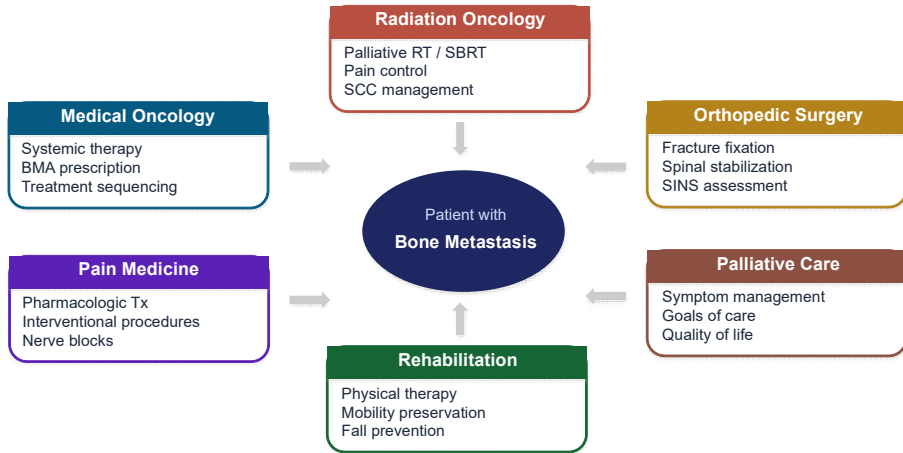 Radiation Oncology
Palliative RT / SBRT
Pain control
SCC management
Medical Oncology
Systemic therapy
BMA prescription
Treatment sequencing
Orthopedic Surgery
Fracture fixation
Spinal stabilization
SINS assessment
Patient with
Bone Metastasis
Pain Medicine
Pharmacologic Tx
Interventional procedures
Nerve blocks
Palliative Care
Symptom management
Goals of care
Quality of life
Rehabilitation
Physical therapy
Mobility preservation
Fall prevention